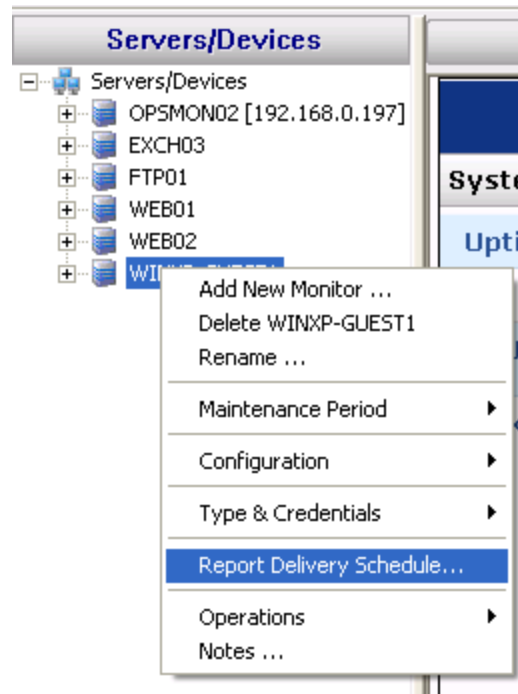 Servers/Devices
Servers/Devices
OPSMON02 [192.168.0.197]
EXCH03
FTP01
WEB01
WEB02
Add New Monitor ...
Delete WINXP-GUEST1
Rename ...
Maintenance Period
Configuration
Type & Credentials
Report Delivery Schedule...
Operations
Notes ...